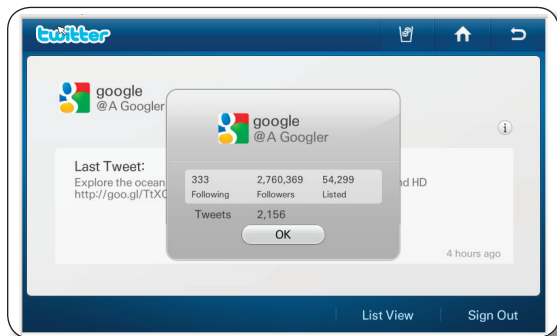 twitter
google
@A Googler
google
@A Googler
i
Last Tweet:
Explore the ocean
nd HD
http://goo.gl/TtX
333
2,760,369
54,299
Following
Followers
Listed
Tweets
2,156
OK
4 hours ago
List View
Sign Out